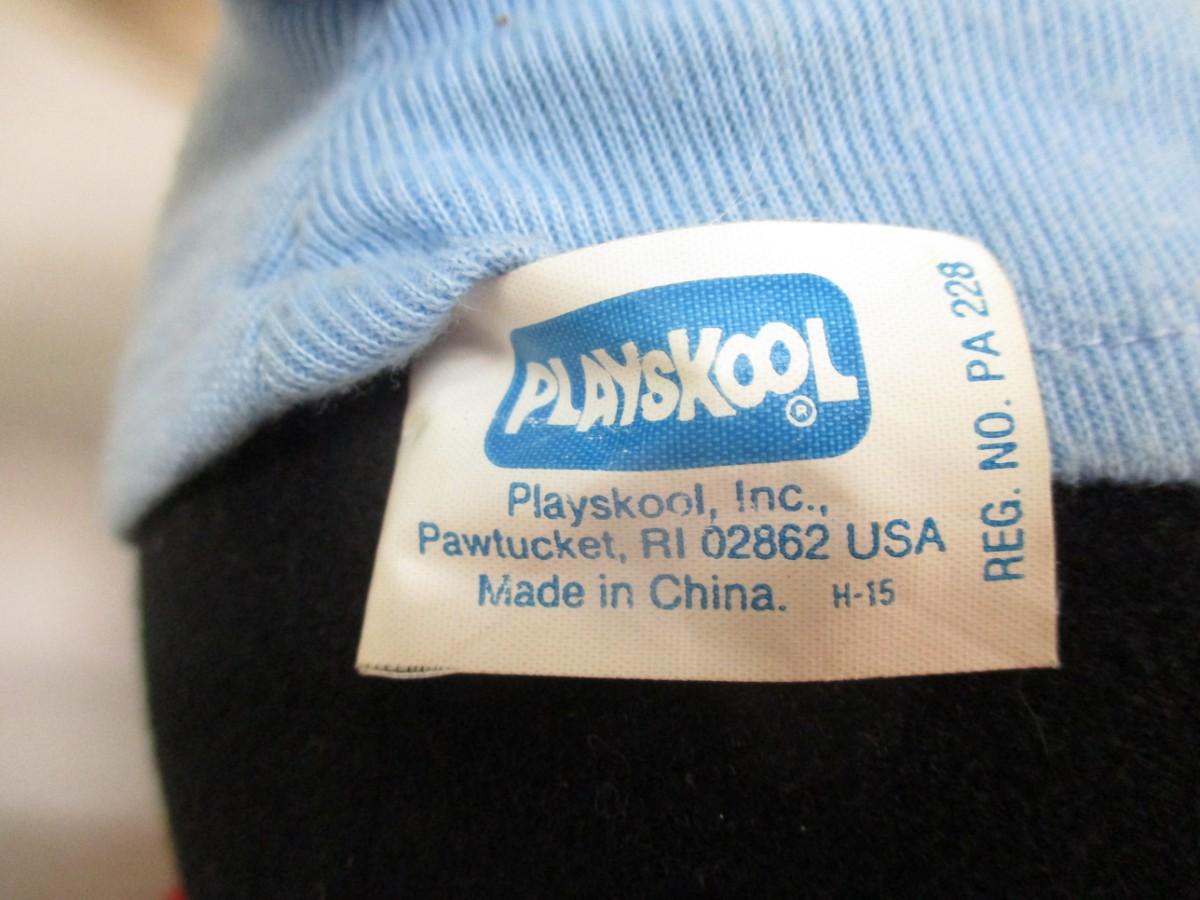 PLAYSKOOL ®
Playskool, Inc.,
Pawtucket, RI 02862 USA
Made in China. H-15
REG. NO. PA 228